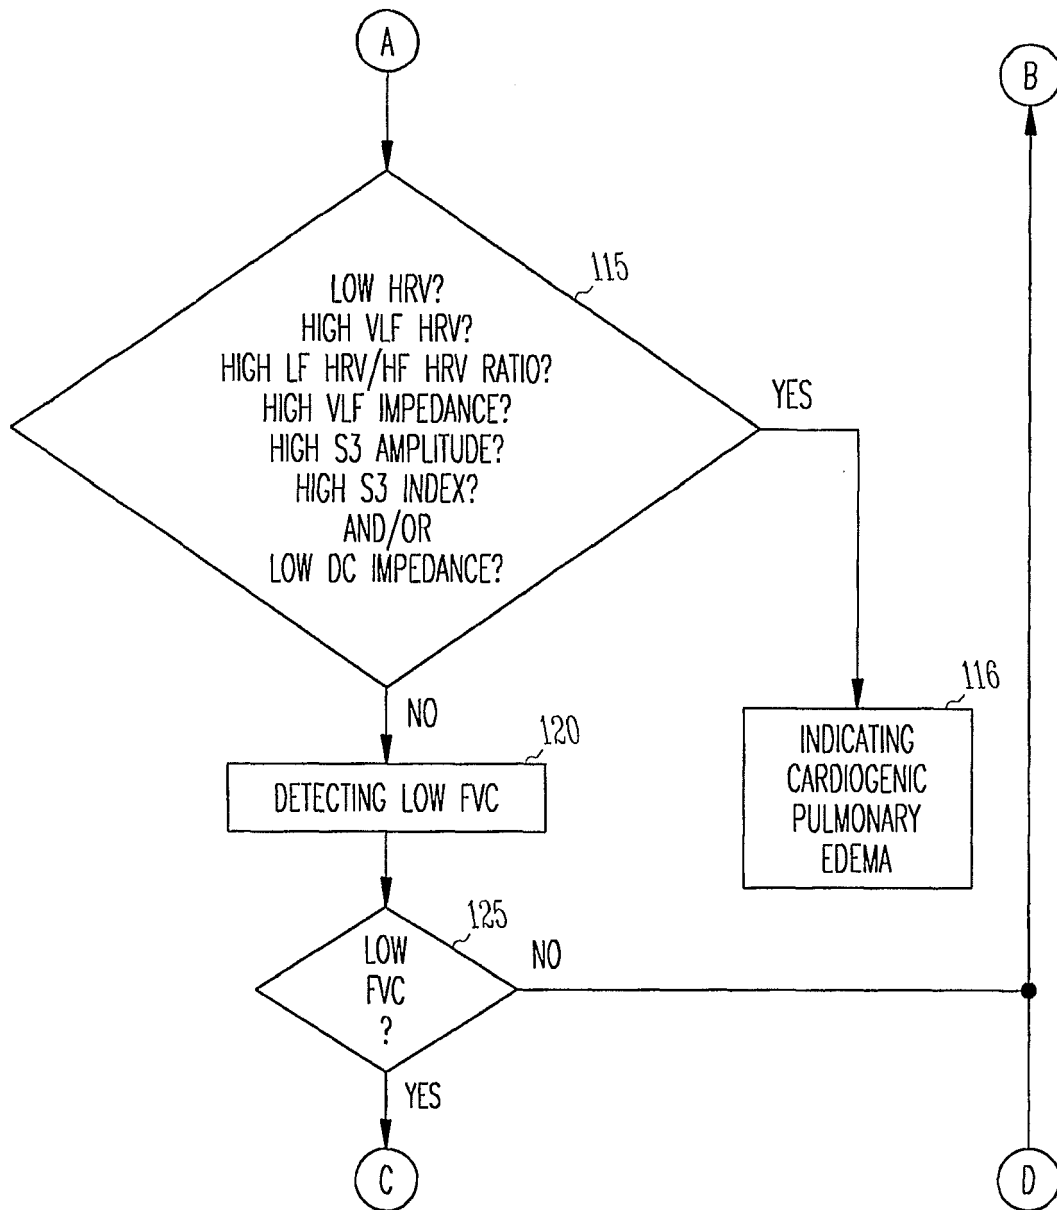 A
B
115
LOW HRV?
HIGH VLF HRV?
HIGH LF HRV/HF HRV RATIO?
HIGH VLF IMPEDANCE?
HIGH S3 AMPLITUDE?
HIGH S3 INDEX?
AND/OR
LOW DC IMPEDANCE?
YES
NO
116
INDICATING
CARDIOGENIC
PULMONARY
EDEMA
120
DETECTING LOW FVC
125
LOW
FVC
?
NO
YES
C
D